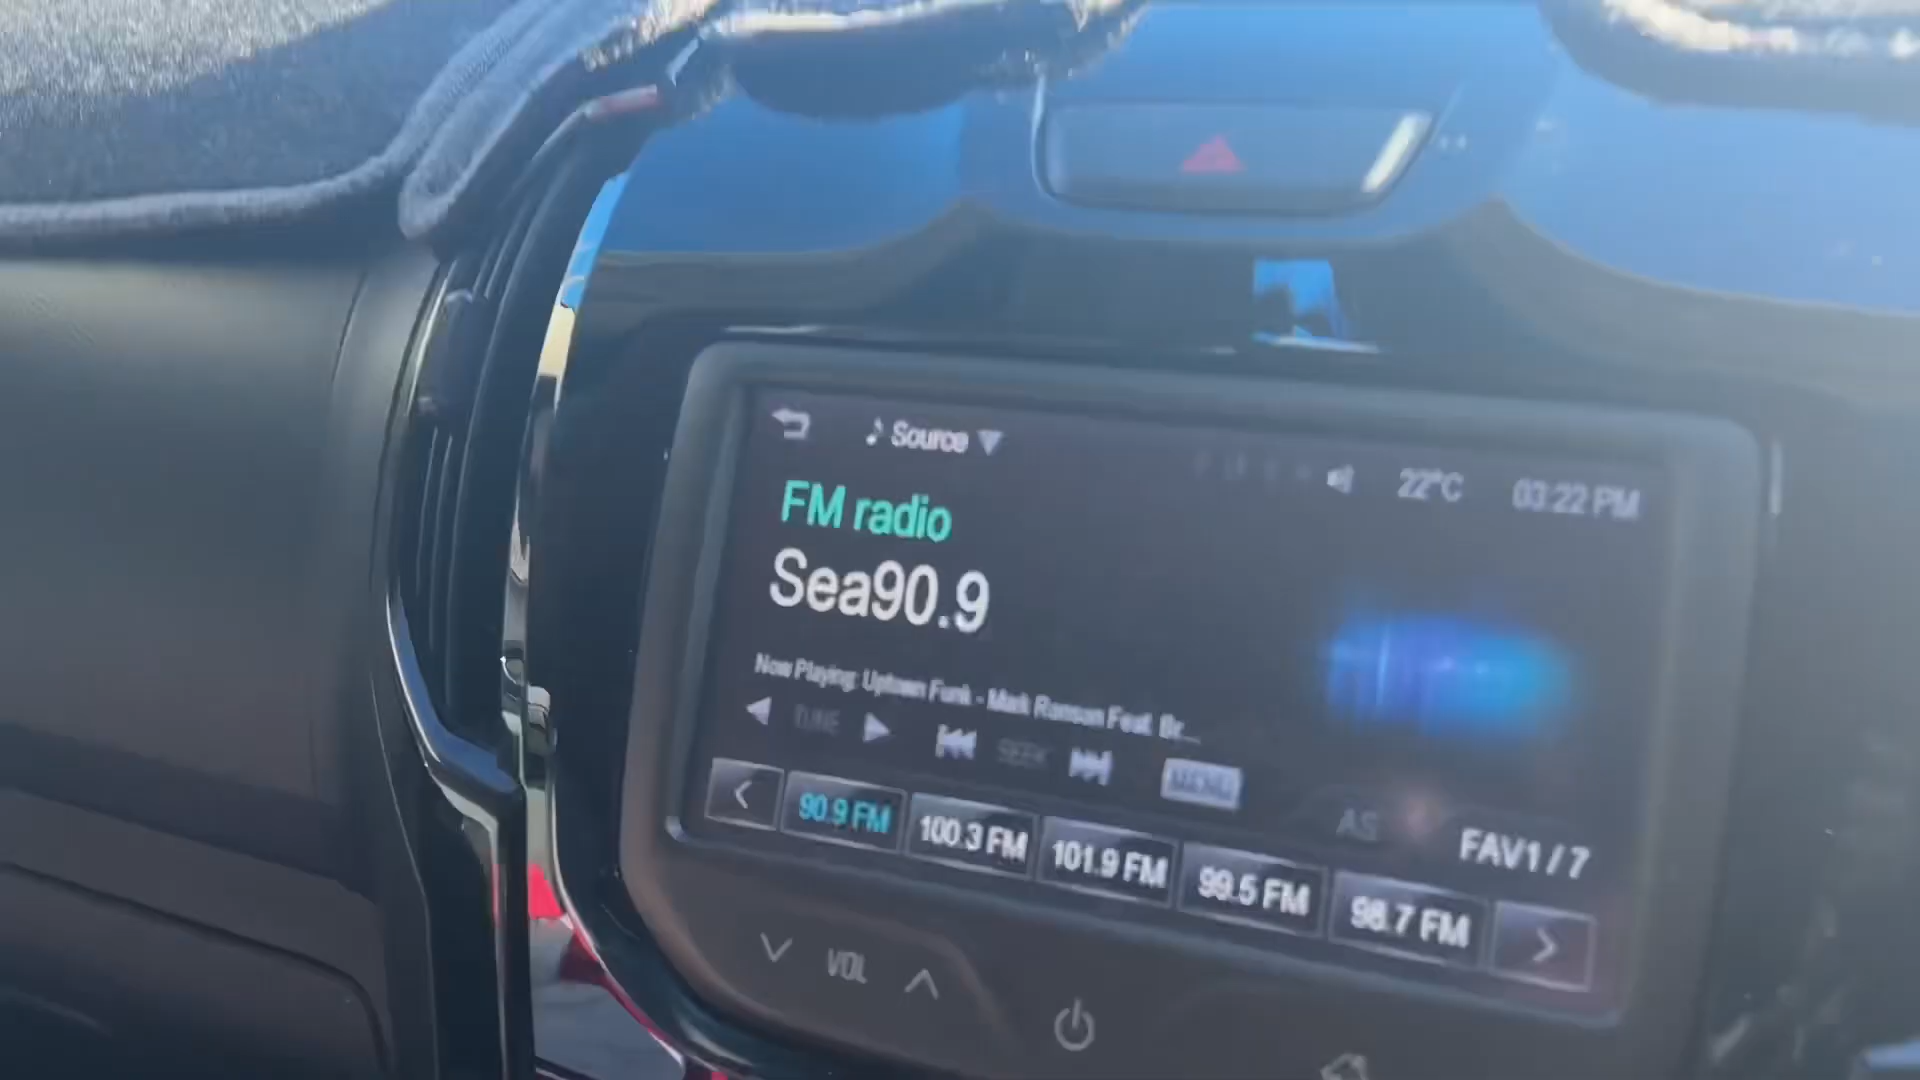 Source
22°C
03:22 PM
FM radio
Sea90.9
Now Playing: Uptown Funk - Mark Ronson Feat. Br...
TUNE
SEEK
MENU
AS
FAV1 / 7
90.9 FM
100.3 FM
101.9 FM
99.5 FM
98.7 FM
VOL